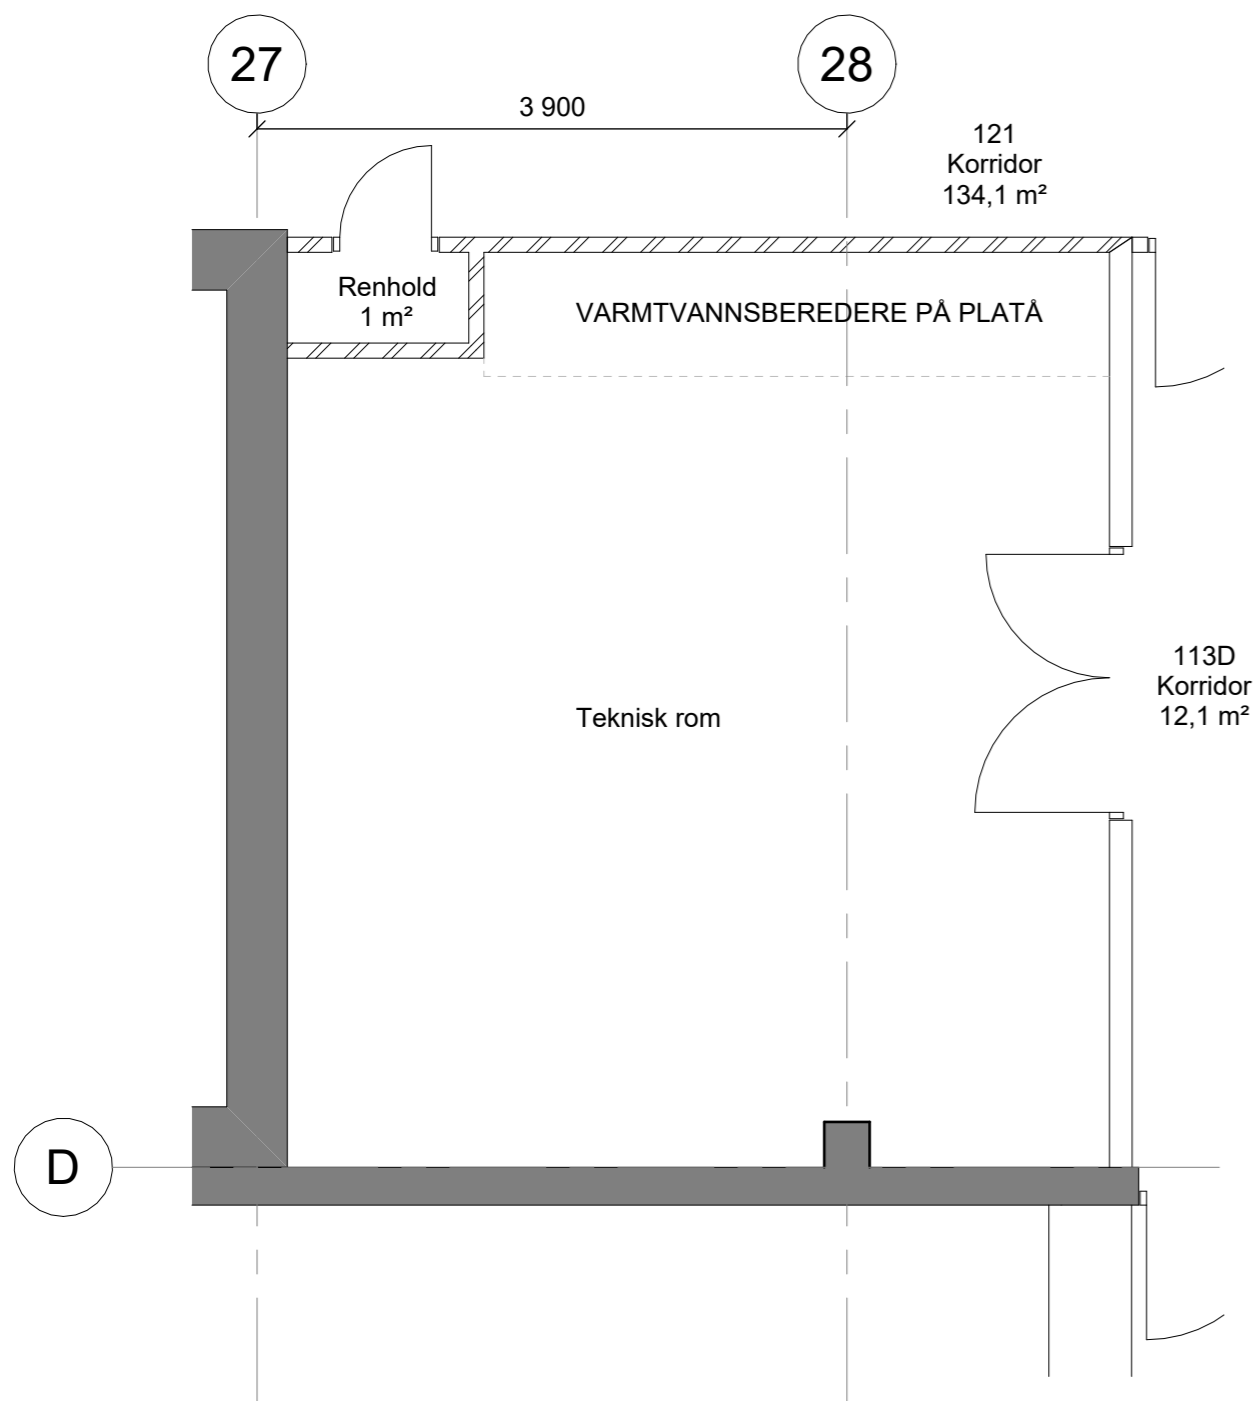 27
28
3 900
121
Korridor
134,1 m²
Renhold
1 m²
VARMTVANNSBEREDERE PÅ PLATÅ
113D
Korridor
12,1 m²
Teknisk rom
D